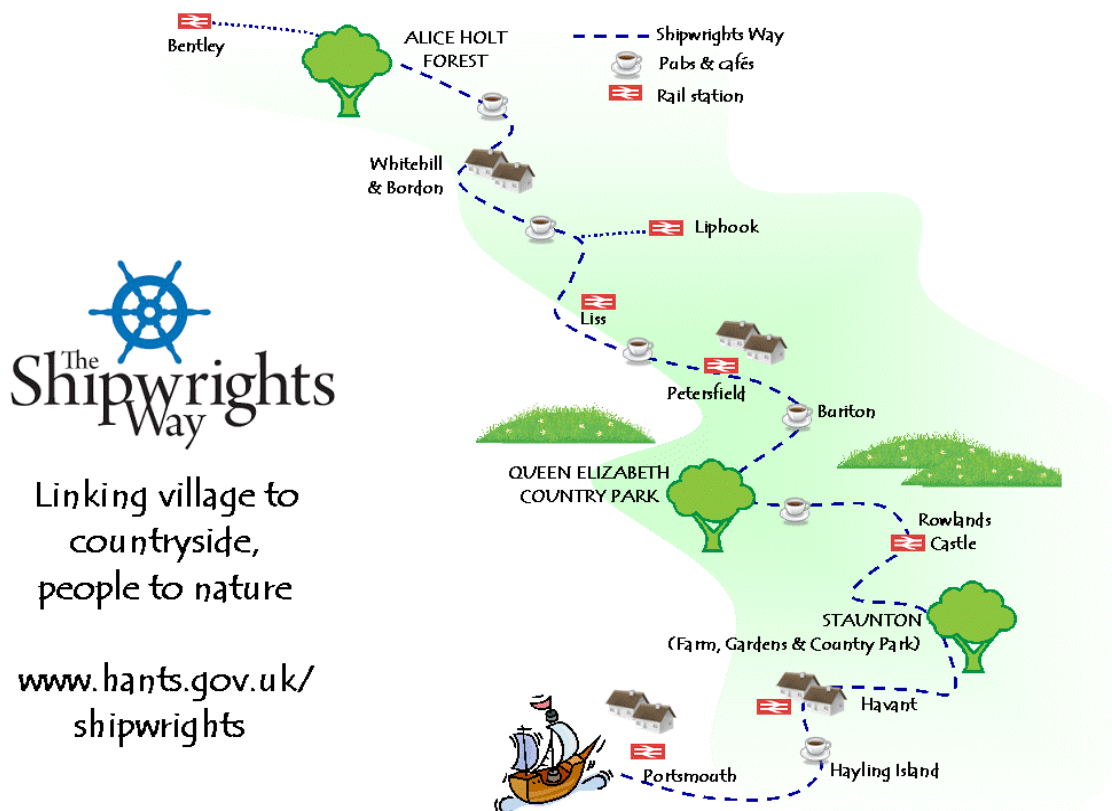 Bentley
ALICE HOLT
FOREST
Shipwrights Way
Pubs & cafés
Rail station
Whitehill
& Bordon
Liphook
Liss
Petersfield
Buriton
QUEEN ELIZABETH
COUNTRY PARK
Rowlands
Castle
STAUNTON
(Farm, Gardens & Country Park)
Havant
Hayling Island
Portsmouth
The
Shipwrights
Way
Linking village to
countryside,
people to nature
www.hants.gov.uk/
shipwrights